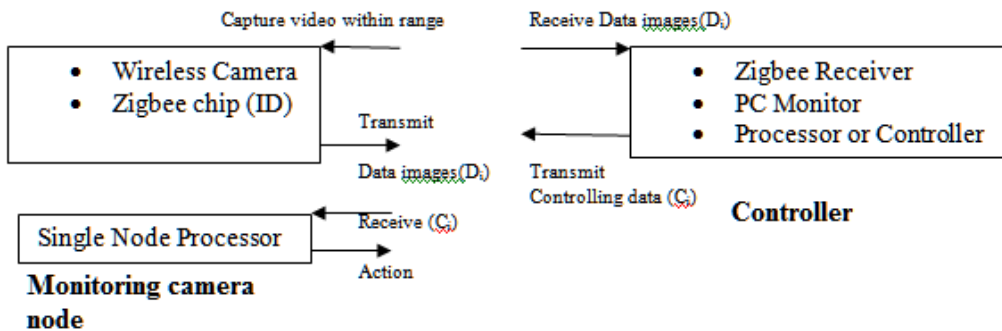 Capture video within range
Receive Data images(Dᵢ)
• Wireless Camera
• Zigbee chip (ID)
• Zigbee Receiver
• PC Monitor
• Processor or Controller
Transmit
Data images(Dᵢ)
Transmit
Controlling data (Cᵢ)
Controller
Receive (Cᵢ)
Single Node Processor
Action
Monitoring camera
node